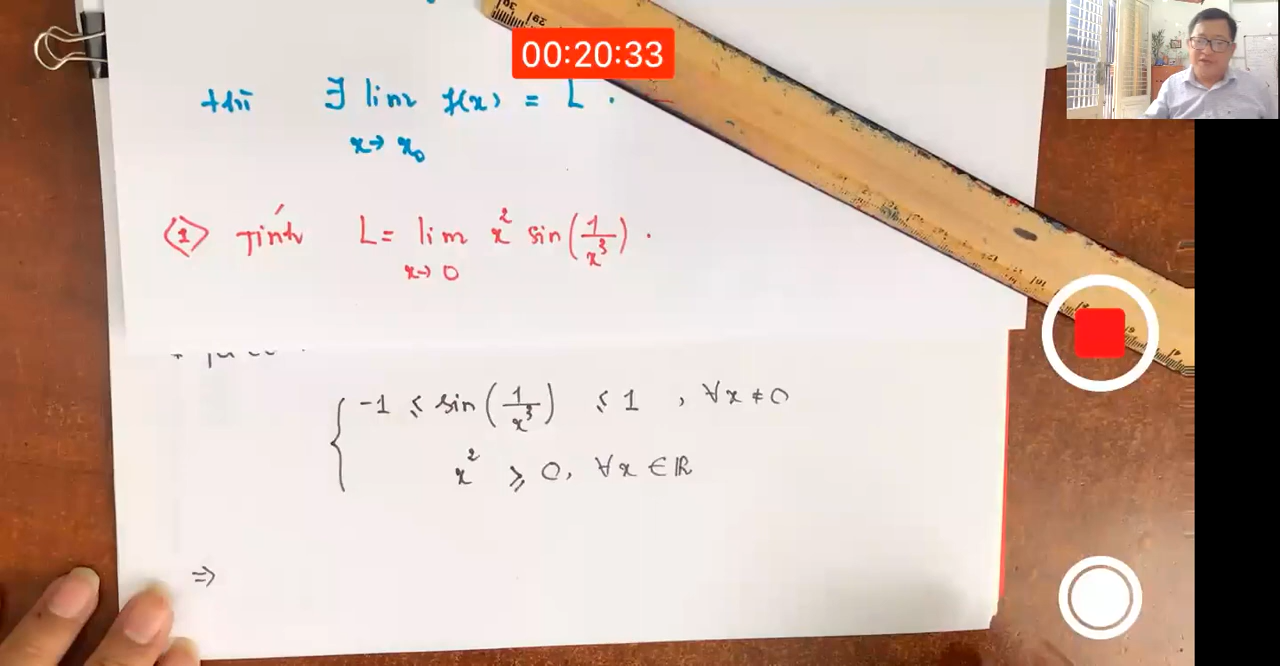 00:20:33
thì ∃ lim f(x) = L .
x→ x₀
⟨1⟩ Tính L= lim x² sin(1/x³) .
x→ 0
-1 ≤ sin(1/x³) ≤ 1 , ∀x ≠ 0
x² ≥ 0, ∀x ∈ ℝ
⇒